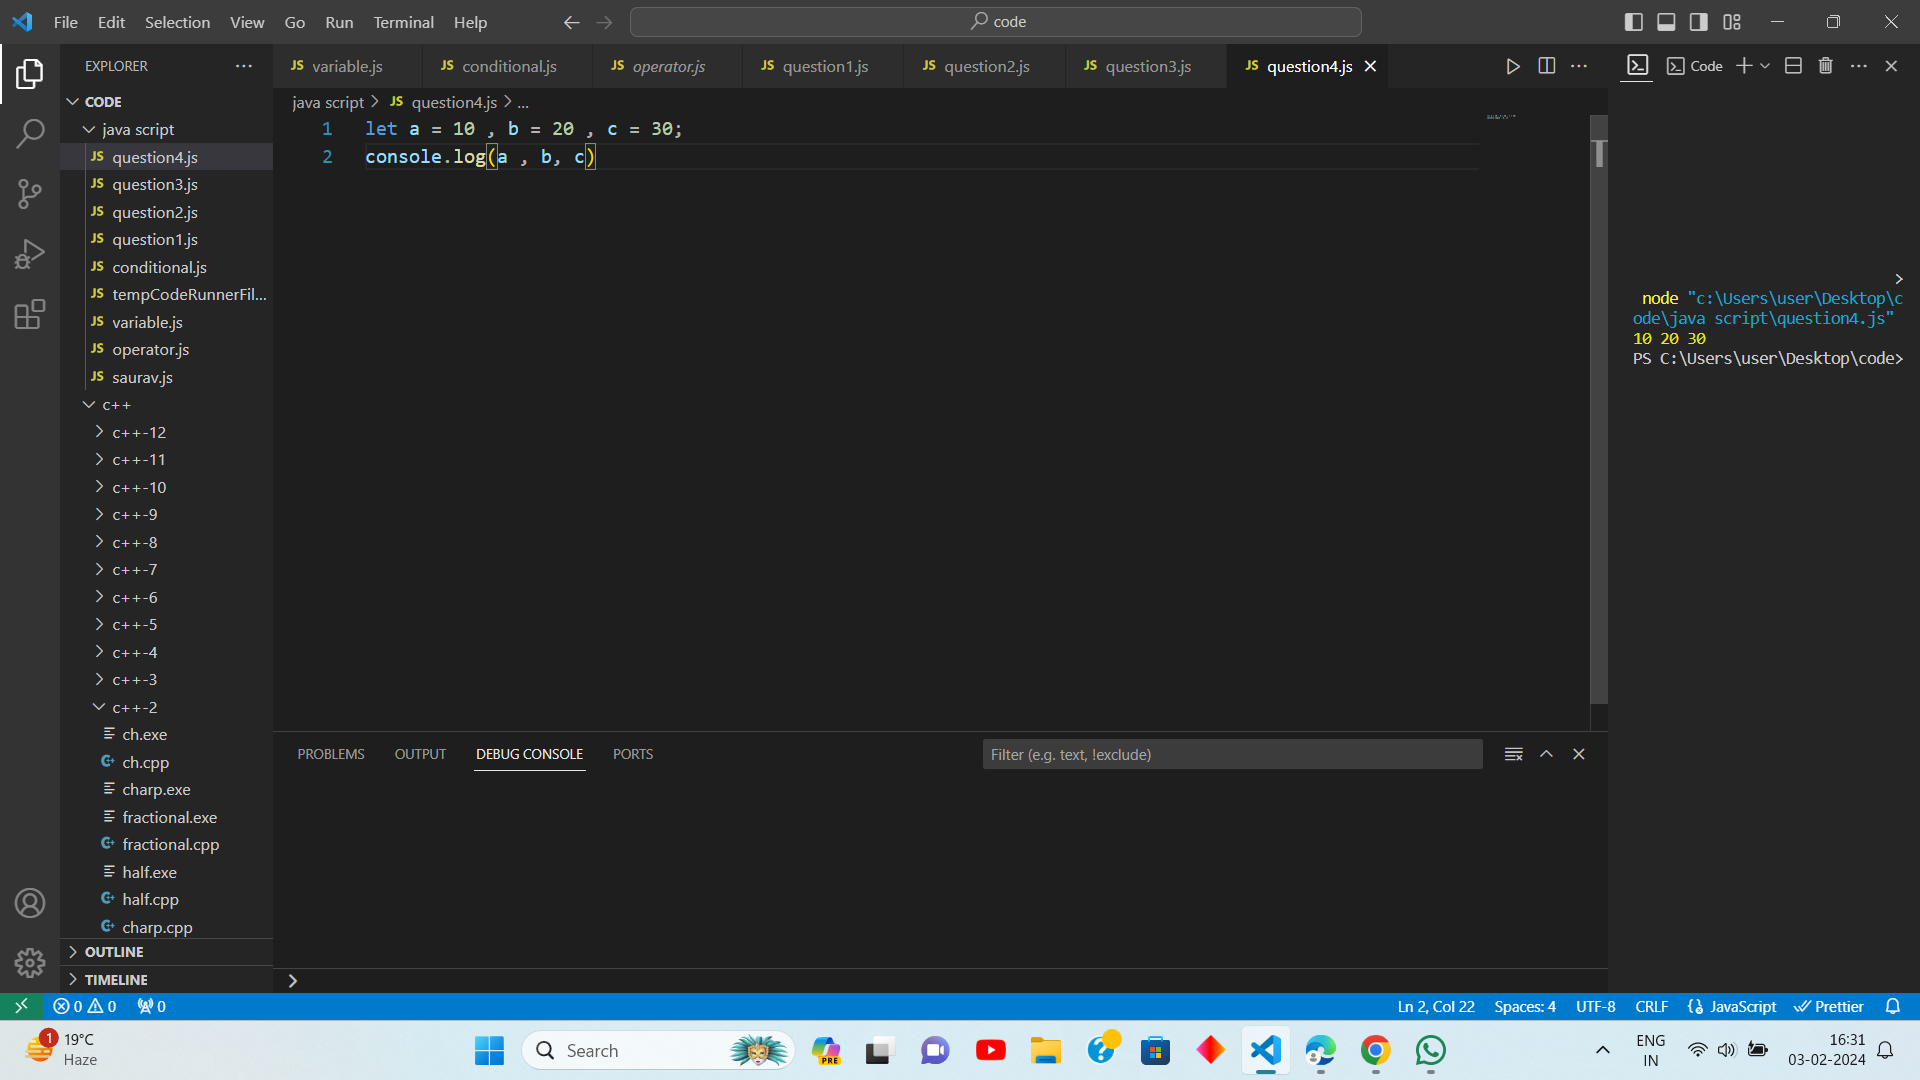 File Edit Selection View Go Run Terminal Help
code
EXPLORER
CODE
java script
JS question4.js
JS question3.js
JS question2.js
JS question1.js
JS conditional.js
JS tempCodeRunnerFil...
JS variable.js
JS operator.js
JS saurav.js
c++
c++-12
c++-11
c++-10
c++-9
c++-8
c++-7
c++-6
c++-5
c++-4
c++-3
c++-2
ch.exe
ch.cpp
charp.exe
fractional.exe
fractional.cpp
half.exe
half.cpp
charp.cpp
OUTLINE
TIMELINE
JS variable.js JS conditional.js JS operator.js JS question1.js JS question2.js JS question3.js JS question4.js
java script > JS question4.js > ...
1 let a = 10 , b = 20 , c = 30;
2 console.log(a , b, c)
PROBLEMS OUTPUT DEBUG CONSOLE PORTS
Filter (e.g. text, !exclude)
>
Code
>
node "c:\Users\user\Desktop\c
ode\java script\question4.js"
10 20 30
PS C:\Users\user\Desktop\code>
0 0 0 Ln 2, Col 22 Spaces: 4 UTF-8 CRLF {} JavaScript Prettier
1
19°C
Haze
Search
PRE
ENG
IN
16:31
03-02-2024